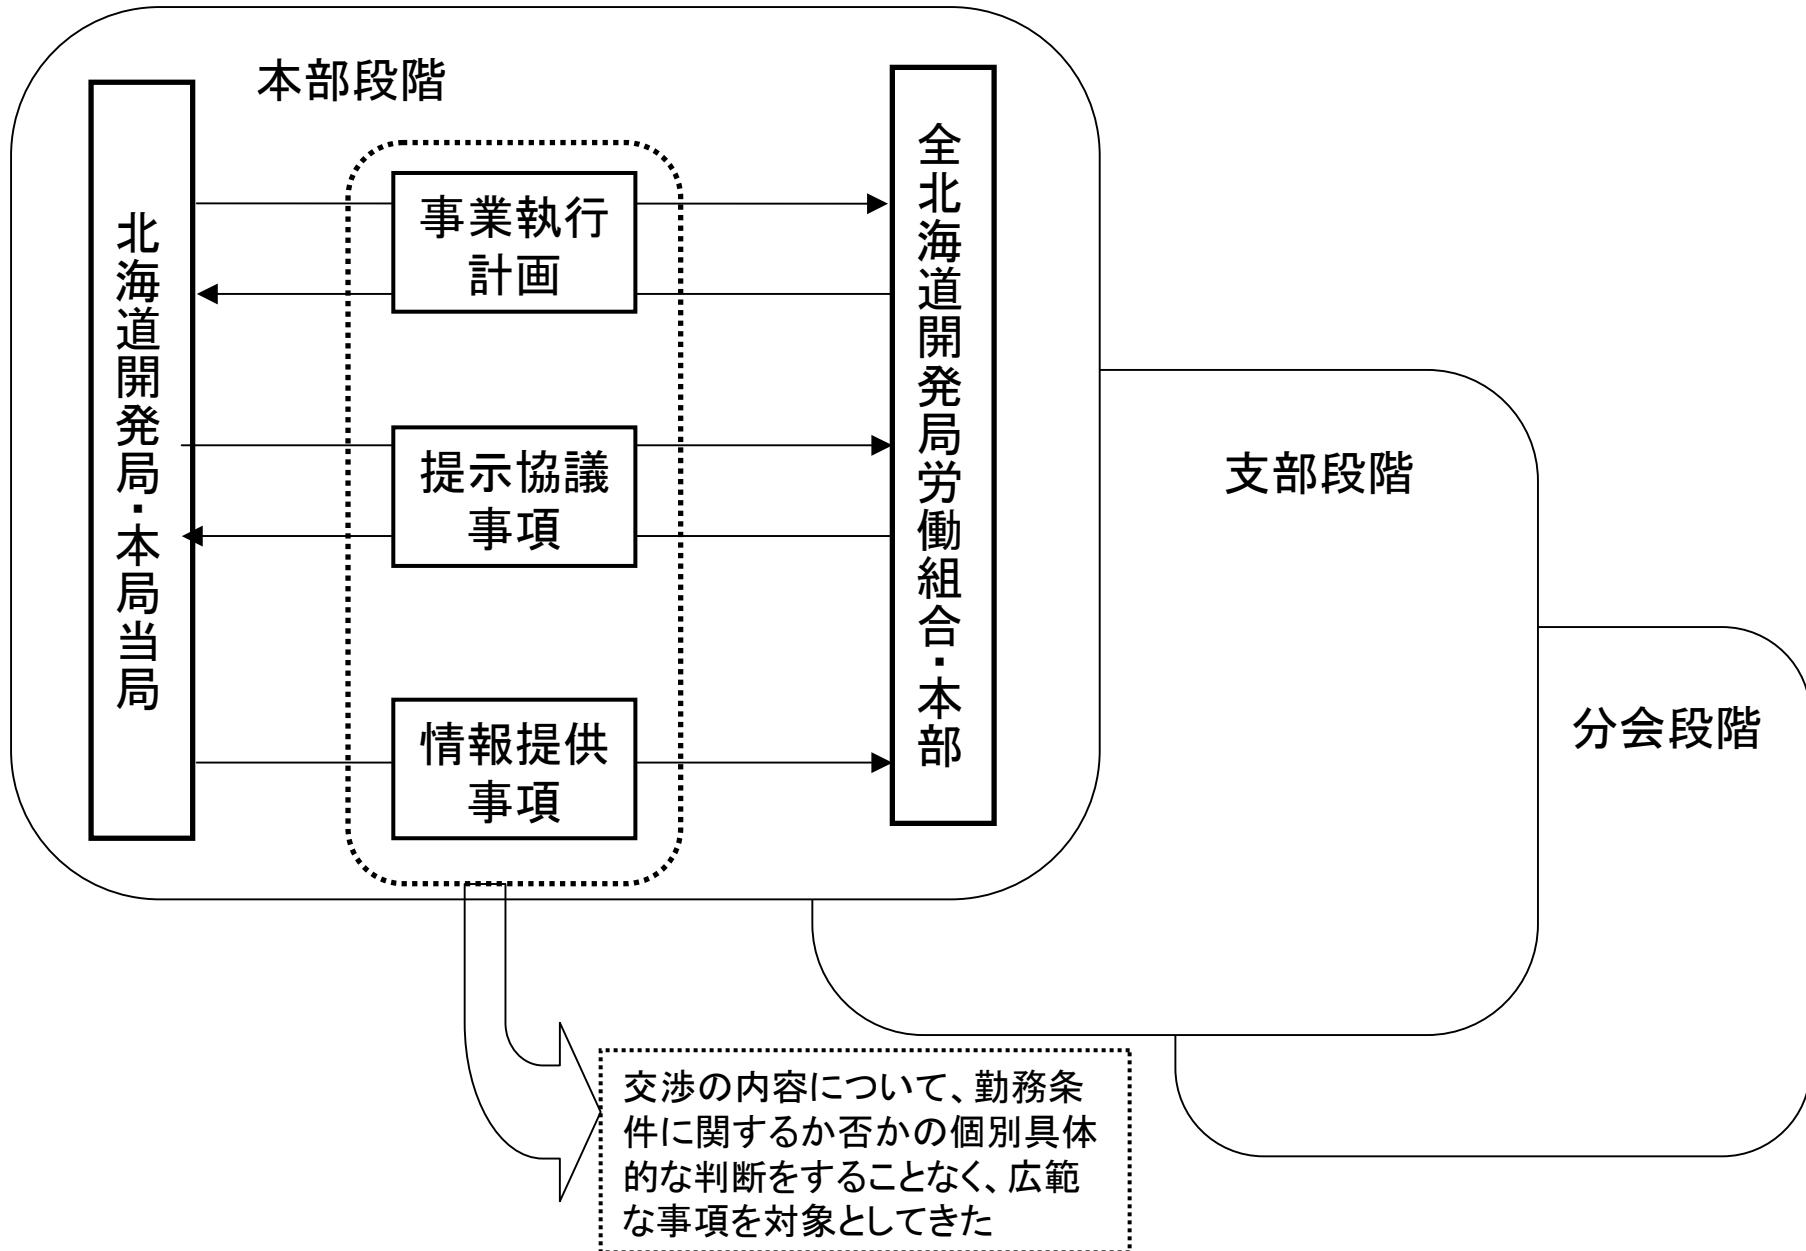 本部段階
北海道開発局・本局当局
事業執行
計画
提示協議
事項
情報提供
事項
全北海道開発局労働組合・本部
支部段階
分会段階
交渉の内容について、勤務条
件に関するか否かの個別具体
的な判断をすることなく、広範
な事項を対象としてきた